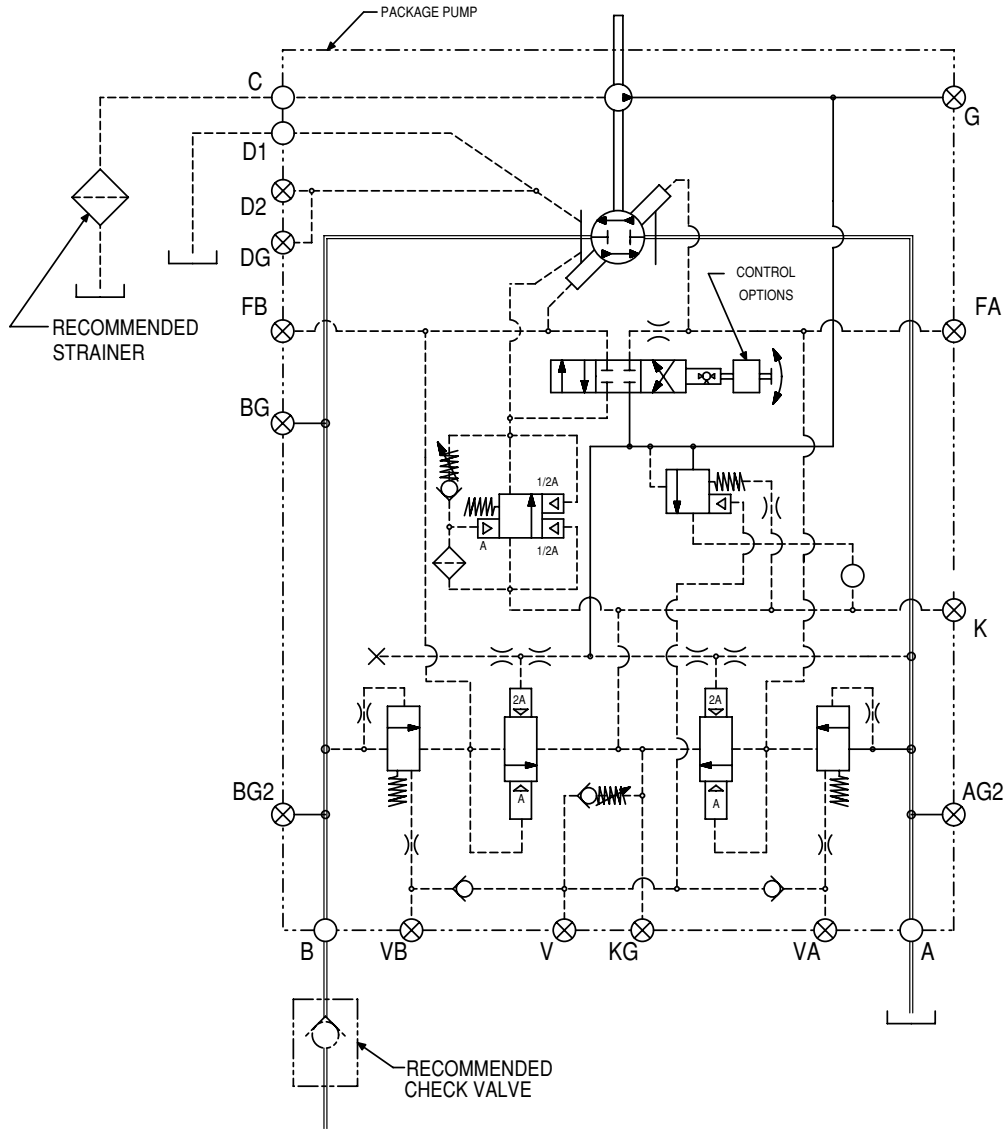 PACKAGE PUMP
C
G
D1
D2
DG
CONTROL
OPTIONS
FB
FA
RECOMMENDED
STRAINER
BG
1/2A
A
1/2A
K
2A
2A
BG2
A
A
AG2
B
VB
V
KG
VA
A
RECOMMENDED
CHECK VALVE